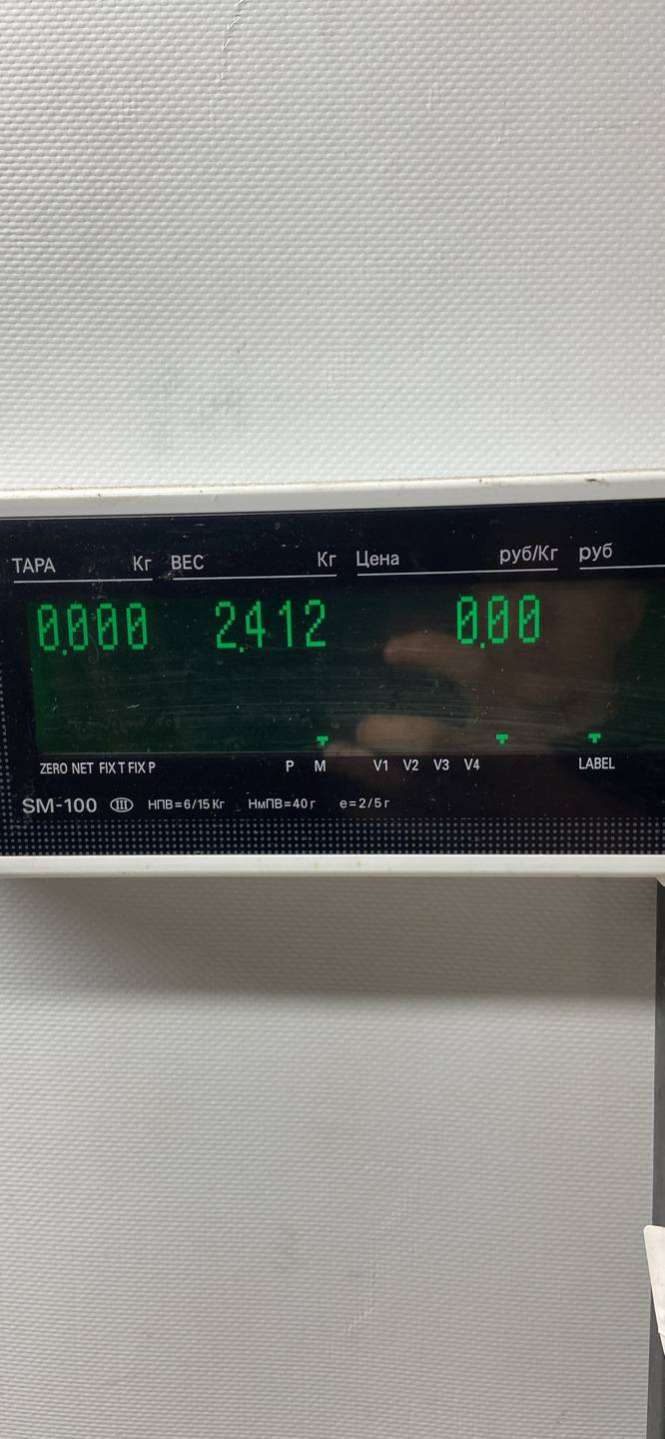 ТАРА Кг ВЕС Кг Цена руб/Кг руб
0.000 2.412 0.00
ZERO NET FIX T FIX P P M V1 V2 V3 V4 LABEL
SM-100 III НПВ=6/15 Кг НмПВ=40 г e=2/5 г